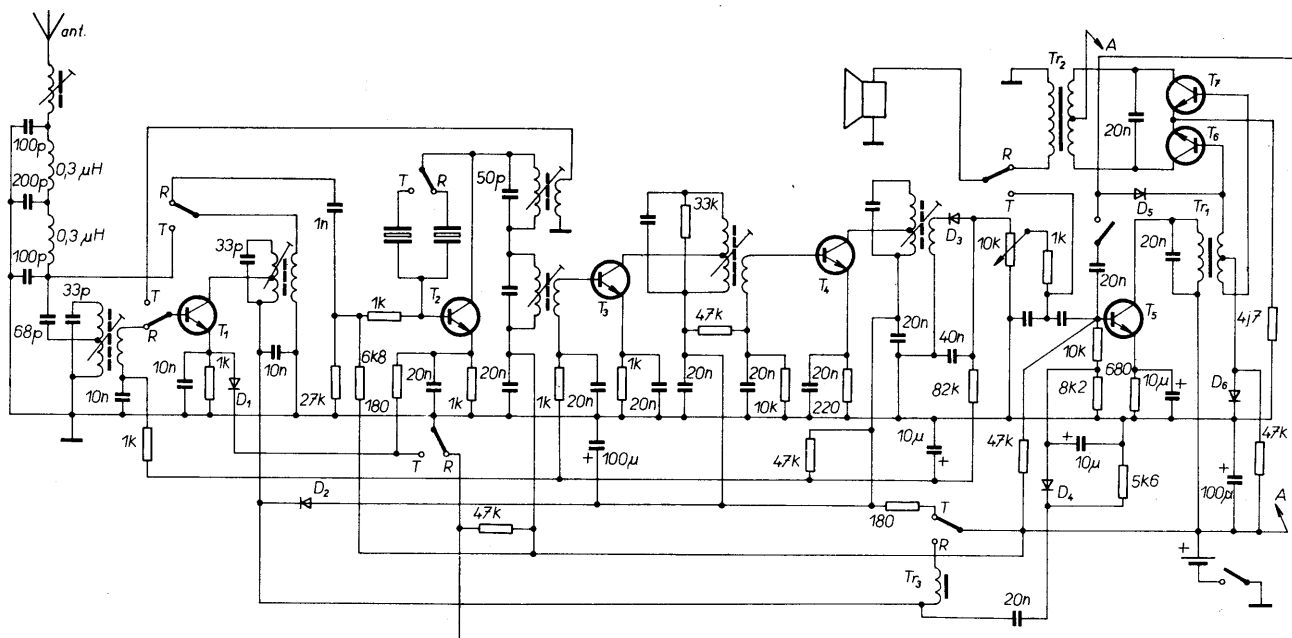 ant.
100p
0,3 μH
200p
0,3 μH
100p
33p
68p
10n
1k
T
R
T
R
T1
10n
1k
D1
33p
10n
27k
1n
1k
6k8
180
T
R
T2
20n
1k
T
R
50p
20n
1k
20n
T3
1k
20n
100μ
+
33k
47k
20n
20n
10k
T4
20n
220
47k
D2
47k
D3
20n
40n
82k
10μ
+
180
T
R
Tr3
20n
R
T
10k
1k
47k
Tr2
A
20n
T7
T6
D5
Tr1
20n
20n
T5
10k
8k2
680
10μ
+
4j7
D6
47k
+
10μ
D4
5k6
+
100μ
A
+